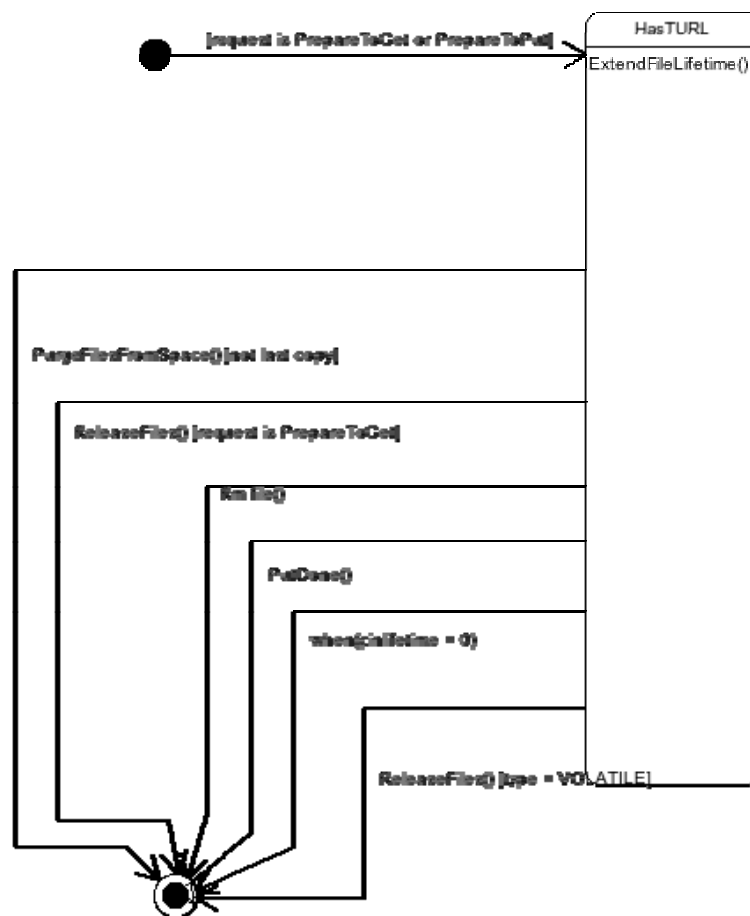 HasTURL
[request is PrepareToGet or PrepareToPut]
ExtendFileLifetime()
PurgeFilesFromSpace() [not last copy]
ReleaseFiles() [request is PrepareToGet]
Rm file()
PutDone()
when(pinlifetime = 0)
ReleaseFiles() [type = VOLATILE]